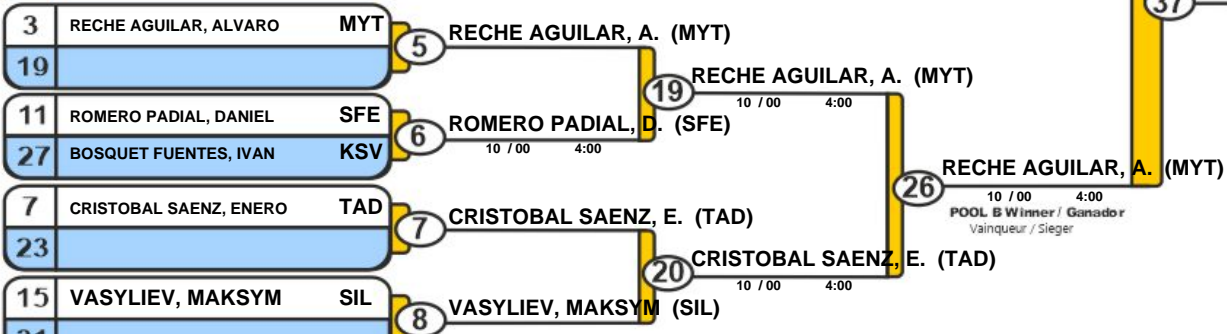 37
3 RECHE AGUILAR, ALVARO MYT
19
5 RECHE AGUILAR, A. (MYT)
11 ROMERO PADIAL, DANIEL SFE
27 BOSQUET FUENTES, IVAN KSV
6 ROMERO PADIAL, D. (SFE)
10 / 00 4:00
19 RECHE AGUILAR, A. (MYT)
10 / 00 4:00
7 CRISTOBAL SAENZ, ENERO TAD
23
7 CRISTOBAL SAENZ, E. (TAD)
15 VASYLIEV, MAKSYM SIL
8 VASYLIEV, MAKSYM (SIL)
20 CRISTOBAL SAENZ, E. (TAD)
10 / 00 4:00
26 RECHE AGUILAR, A. (MYT)
10 / 00 4:00
POOL B Winner / Ganador
Vainqueur / Sieger